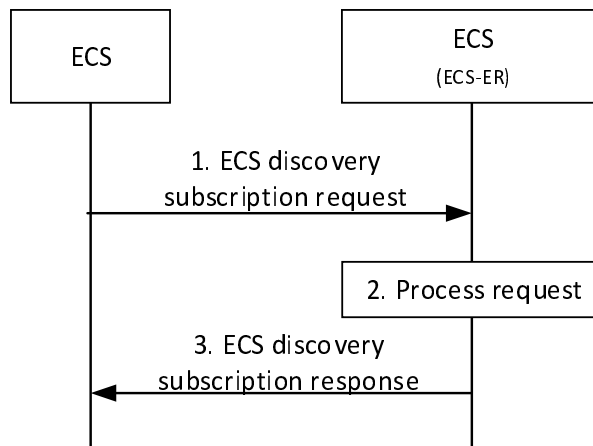 ECS
ECS
(ECS-ER)
1. ECS discovery
subscription request
2. Process request
3. ECS discovery
subscription response